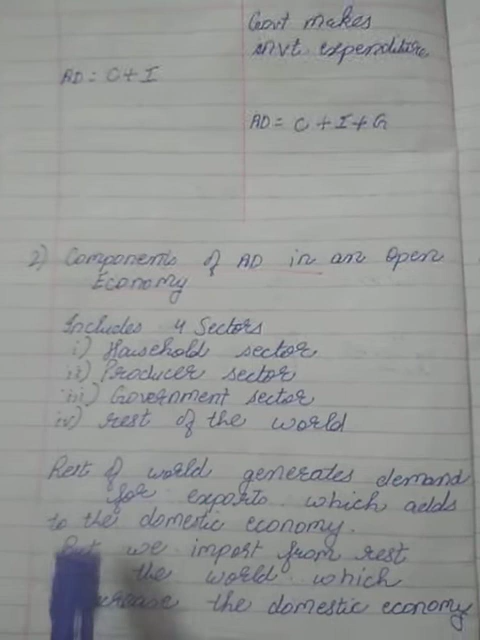 Govt makes
invt. expenditure
AD = C + I
AD = C + I + G
2) Components of AD in an Open
Economy
Includes 4 Sectors
i) Household sector
ii) Producer sector
iii) Government sector
iv) rest of the world
Rest of world generates demand
for exports which adds
to the domestic economy.
But we import from rest
the world which
the domestic economy